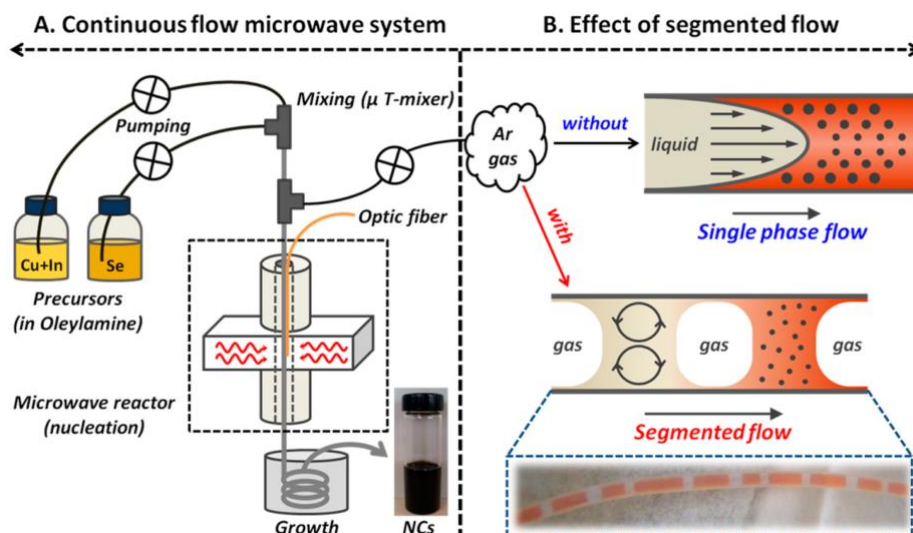 A. Continuous flow microwave system
B. Effect of segmented flow
Mixing (μ T-mixer)
Pumping
Ar
gas
without
liquid
Single phase flow
with
Optic fiber
Cu+In
Se
Precursors
(in Oleylamine)
gas
gas
gas
Segmented flow
Microwave reactor
(nucleation)
Growth
NCs